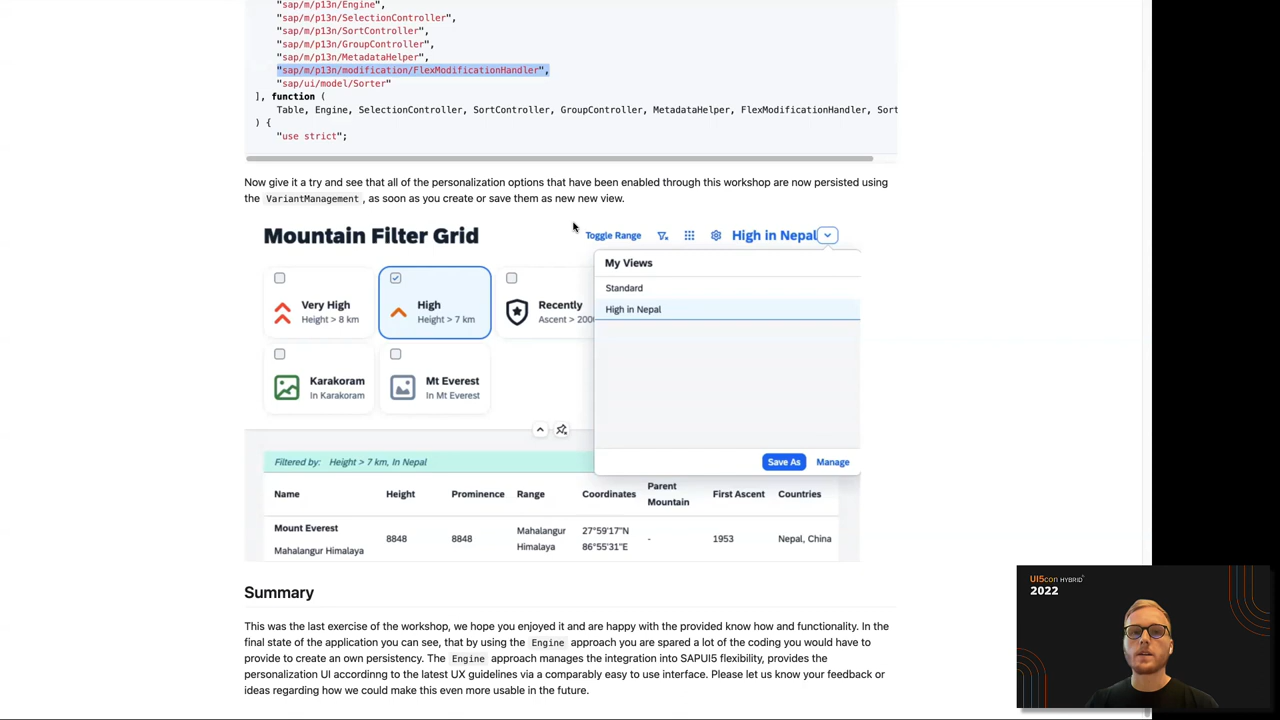 "sap/m/p13n/Engine",
"sap/m/p13n/SelectionController",
"sap/m/p13n/SortController",
"sap/m/p13n/GroupController",
"sap/m/p13n/MetadataHelper",
"sap/m/p13n/modification/FlexModificationHandler",
"sap/ui/model/Sorter"
], function (
Table, Engine, SelectionController, SortController, GroupController, MetadataHelper, FlexModificationHandler, Sort
) {
"use strict";
Now give it a try and see that all of the personalization options that have been enabled through this workshop are now persisted using
the VariantManagement, as soon as you create or save them as new new view.
Mountain Filter Grid
Toggle Range
High in Nepal
My Views
Standard
High in Nepal
Save As
Manage
Very High
Height > 8 km
High
Height > 7 km
Recently
Ascent > 200
Karakoram
In Karakoram
Mt Everest
In Mt Everest
Filtered by: Height > 7 km, In Nepal
Name Height Prominence Range Coordinates Parent Mountain First Ascent Countries
Mount Everest
Mahalangur Himalaya
8848
8848
Mahalangur
Himalaya
27°59'17"N
86°55'31"E
-
1953
Nepal, China
Summary
This was the last exercise of the workshop, we hope you enjoyed it and are happy with the provided know how and functionality. In the
final state of the application you can see, that by using the Engine approach you are spared a lot of the coding you would have to
provide to create an own persistency. The Engine approach manages the integration into SAPUI5 flexibility, provides the
personalization UI accordinng to the latest UX guidelines via a comparably easy to use interface. Please let us know your feedback or
ideas regarding how we could make this even more usable in the future.
UI5con HYBRID
2022